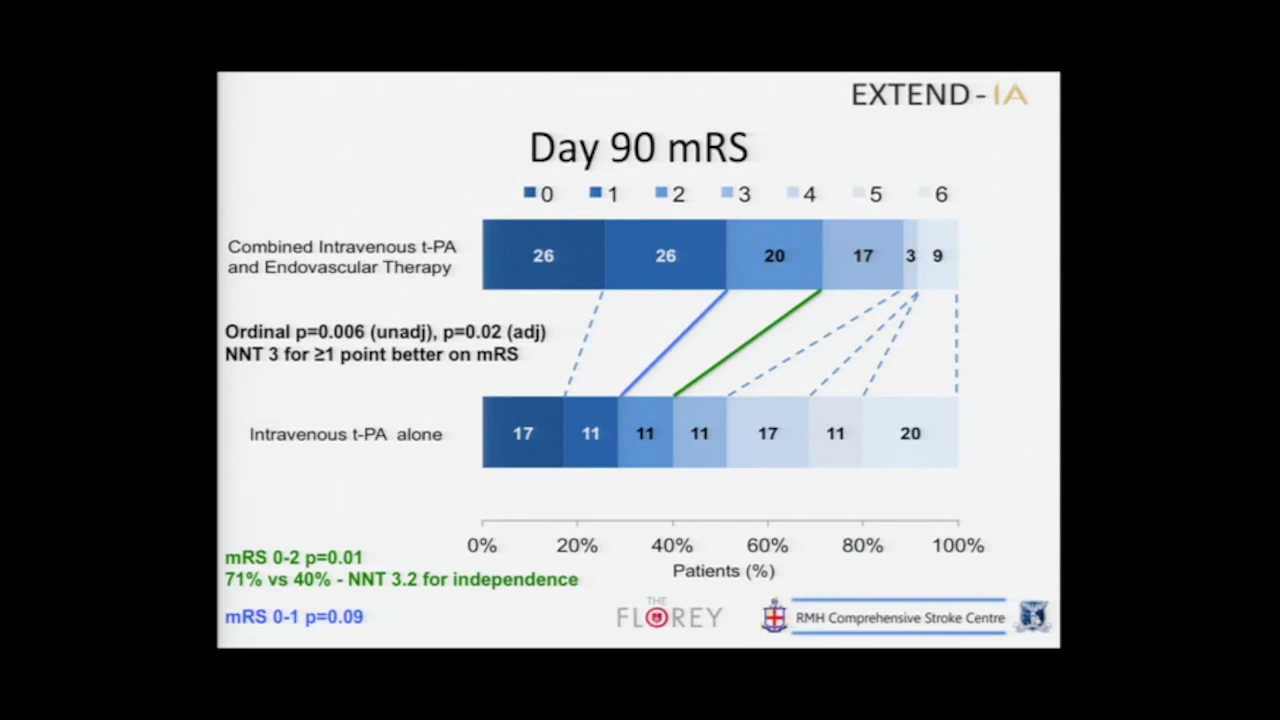 EXTEND-IA
Day 90 mRS
0 1 2 3 4 5 6
Combined Intravenous t-PA
and Endovascular Therapy
26 26 20 17 3 9
Ordinal p=0.006 (unadj), p=0.02 (adj)
NNT 3 for ≥1 point better on mRS
Intravenous t-PA alone
17 11 11 11 17 11 20
0% 20% 40% 60% 80% 100%
Patients (%)
mRS 0-2 p=0.01
71% vs 40% - NNT 3.2 for independence
mRS 0-1 p=0.09
THE
FLOREY
RMH Comprehensive Stroke Centre